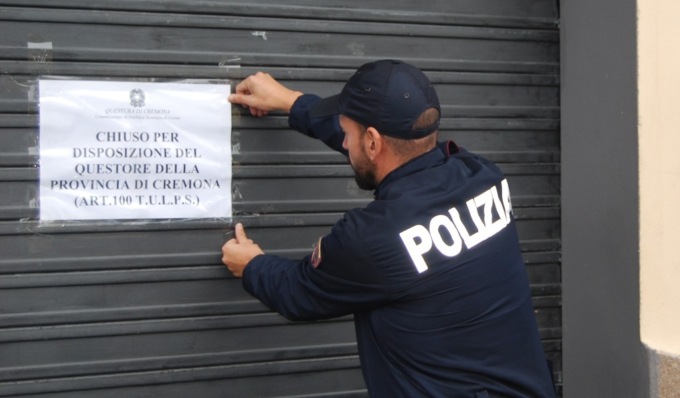 QUESTURA DI CREMONA
CHIUSO PER
DISPOSIZIONE DEL
QUESTORE DELLA
PROVINCIA DI CREMONA
(ART.100 T.U.L.P.S.)
POLIZIA